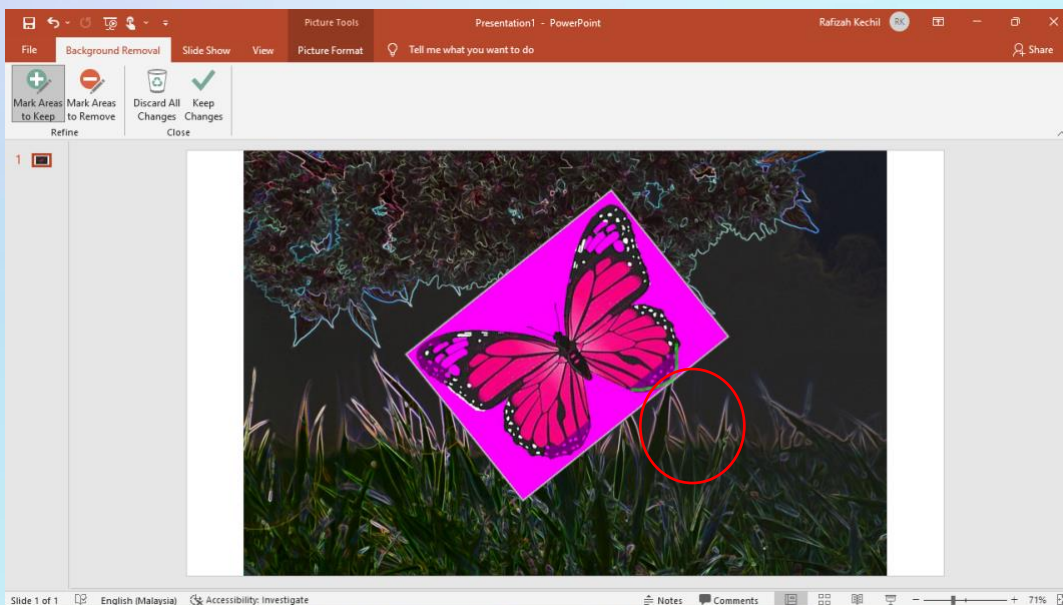 Picture Tools
Presentation1 - PowerPoint
Rafizah Kechil
RK
File
Background Removal
Slide Show
View
Picture Format
Tell me what you want to do
Share
Mark Areas to Keep
Mark Areas to Remove
Discard All Changes
Keep Changes
Refine
Close
1
Slide 1 of 1
English (Malaysia)
Accessibility: Investigate
Notes
Comments
71%